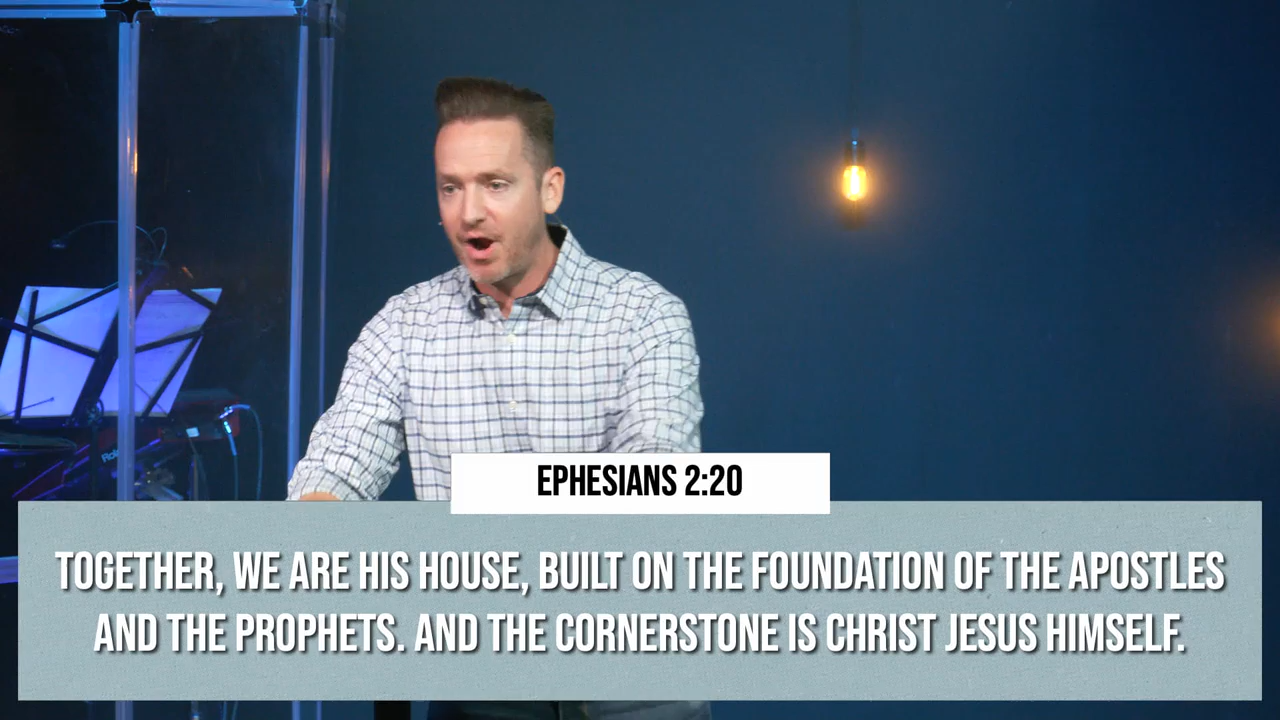 EPHESIANS 2:20
TOGETHER, WE ARE HIS HOUSE, BUILT ON THE FOUNDATION OF THE APOSTLES
AND THE PROPHETS. AND THE CORNERSTONE IS CHRIST JESUS HIMSELF.